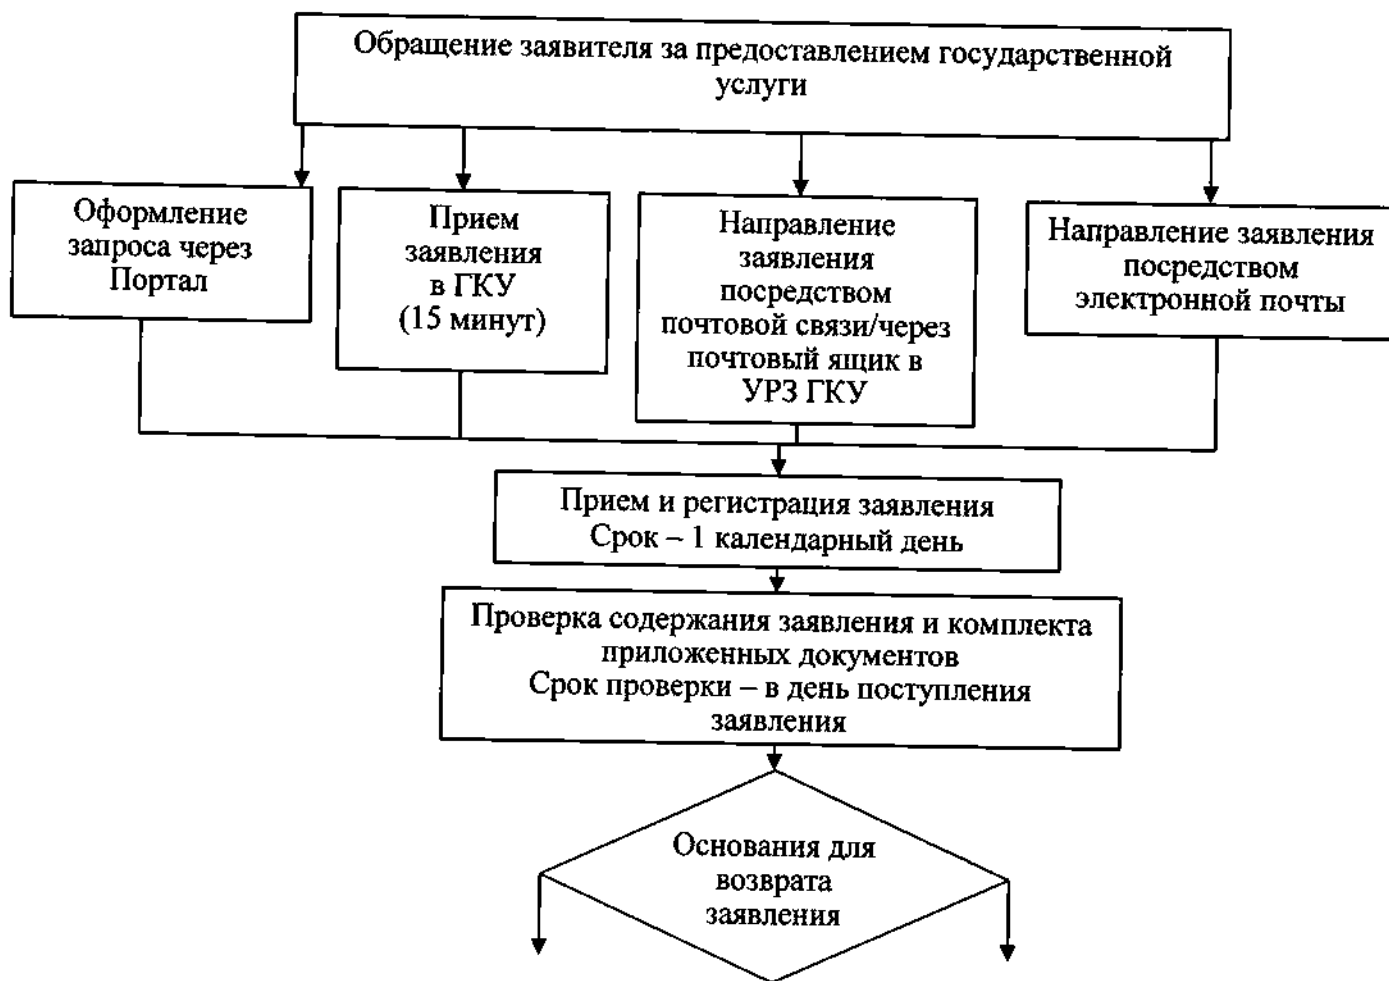 Обращение заявителя за предоставлением государственной
услуги
Оформление
запроса через
Портал
Прием
заявления
в ГКУ
(15 минут)
Направление
заявления
посредством
почтовой связи/через
почтовый ящик в
УРЗ ГКУ
Направление заявления
посредством
электронной почты
Прием и регистрация заявления
Срок – 1 календарный день
Проверка содержания заявления и комплекта
приложенных документов
Срок проверки – в день поступления
заявления
Основания для
возврата
заявления